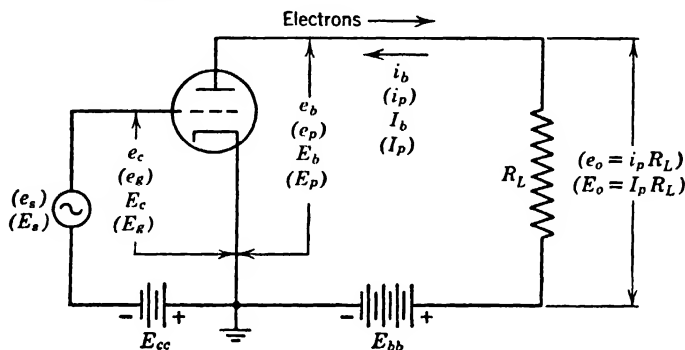 Electrons
i_b
(i_p)
I_b
(I_p)
e_b
(e_p)
E_b
(E_p)
e_c
(e_g)
E_c
(E_g)
(e_s)
(E_s)
R_L
(e_o = i_p R_L)
(E_o = I_p R_L)
- +
E_cc
- +
E_bb